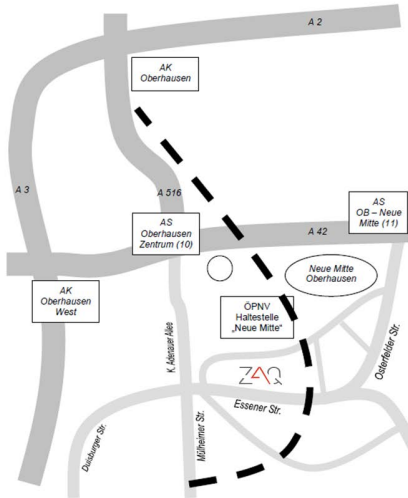 A 2
AK
Oberhausen
A 3
A 516
AS
Oberhausen
Zentrum (10)
A 42
AS
OB – Neue
Mitte (11)
AK
Oberhausen
West
Neue Mitte
Oberhausen
ÖPNV
Haltestelle
„Neue Mitte“
K. Adenauer Allee
Osterfelder Str.
ZAQ
Essener Str.
Duisburger Str.
Mülheimer Str.